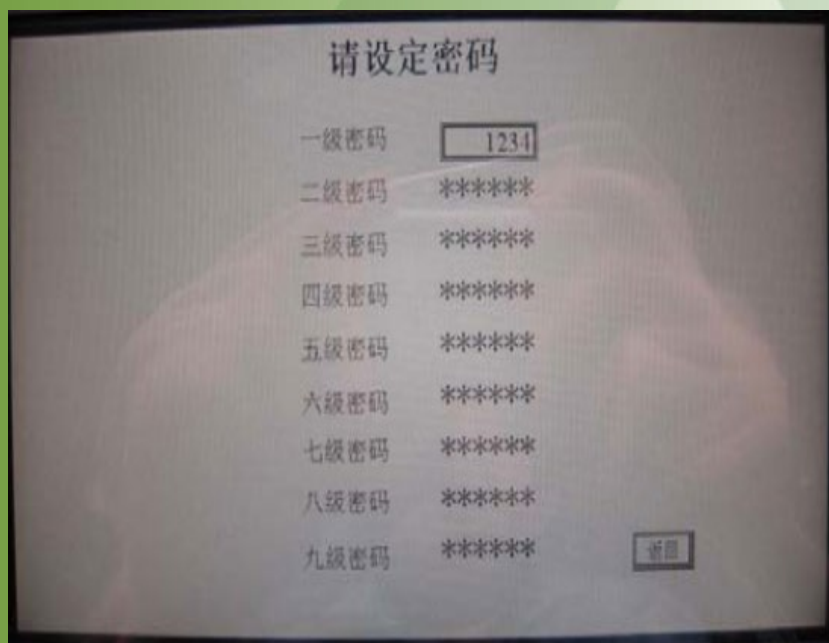 请设定密码
一级密码 1234
二级密码 ******
三级密码 ******
四级密码 ******
五级密码 ******
六级密码 ******
七级密码 ******
八级密码 ******
九级密码 ******
返回